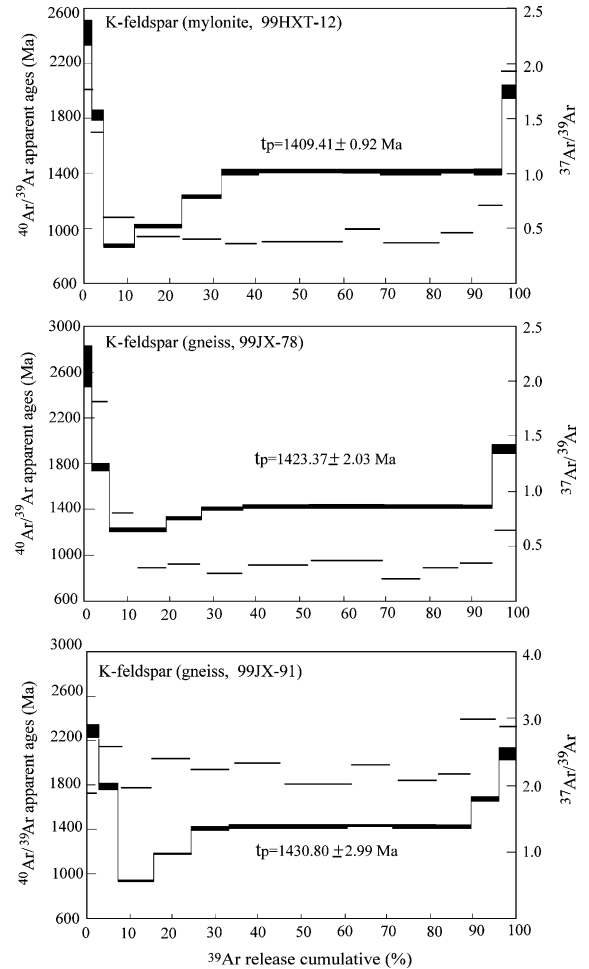 K-feldspar (mylonite, 99HXT-12)
tp=1409.41± 0.92 Ma
40Ar/39Ar apparent ages (Ma)
37Ar/39Ar
2600
1800
1400
1000
600
2.5
2.0
1.5
1.0
0.5
0
0 10 20 30 40 50 60 70 80 90 100
K-feldspar (gneiss, 99JX-78)
tp=1423.37± 2.03 Ma
40Ar/39Ar apparent ages (Ma)
37Ar/39Ar
3000
2600
2200
1800
1400
1000
600
2.5
2.0
1.5
1.0
0.5
0 10 20 30 40 50 60 70 80 90 100
K-feldspar (gneiss, 99JX-91)
tp=1430.80 ±2.99 Ma
40Ar/39Ar apparent ages (Ma)
37Ar/39Ar
3000
2600
2200
1800
1400
1000
600
4.0
3.0
2.0
1.0
0 10 20 30 40 50 60 70 80 90 100
39Ar release cumulative (%)